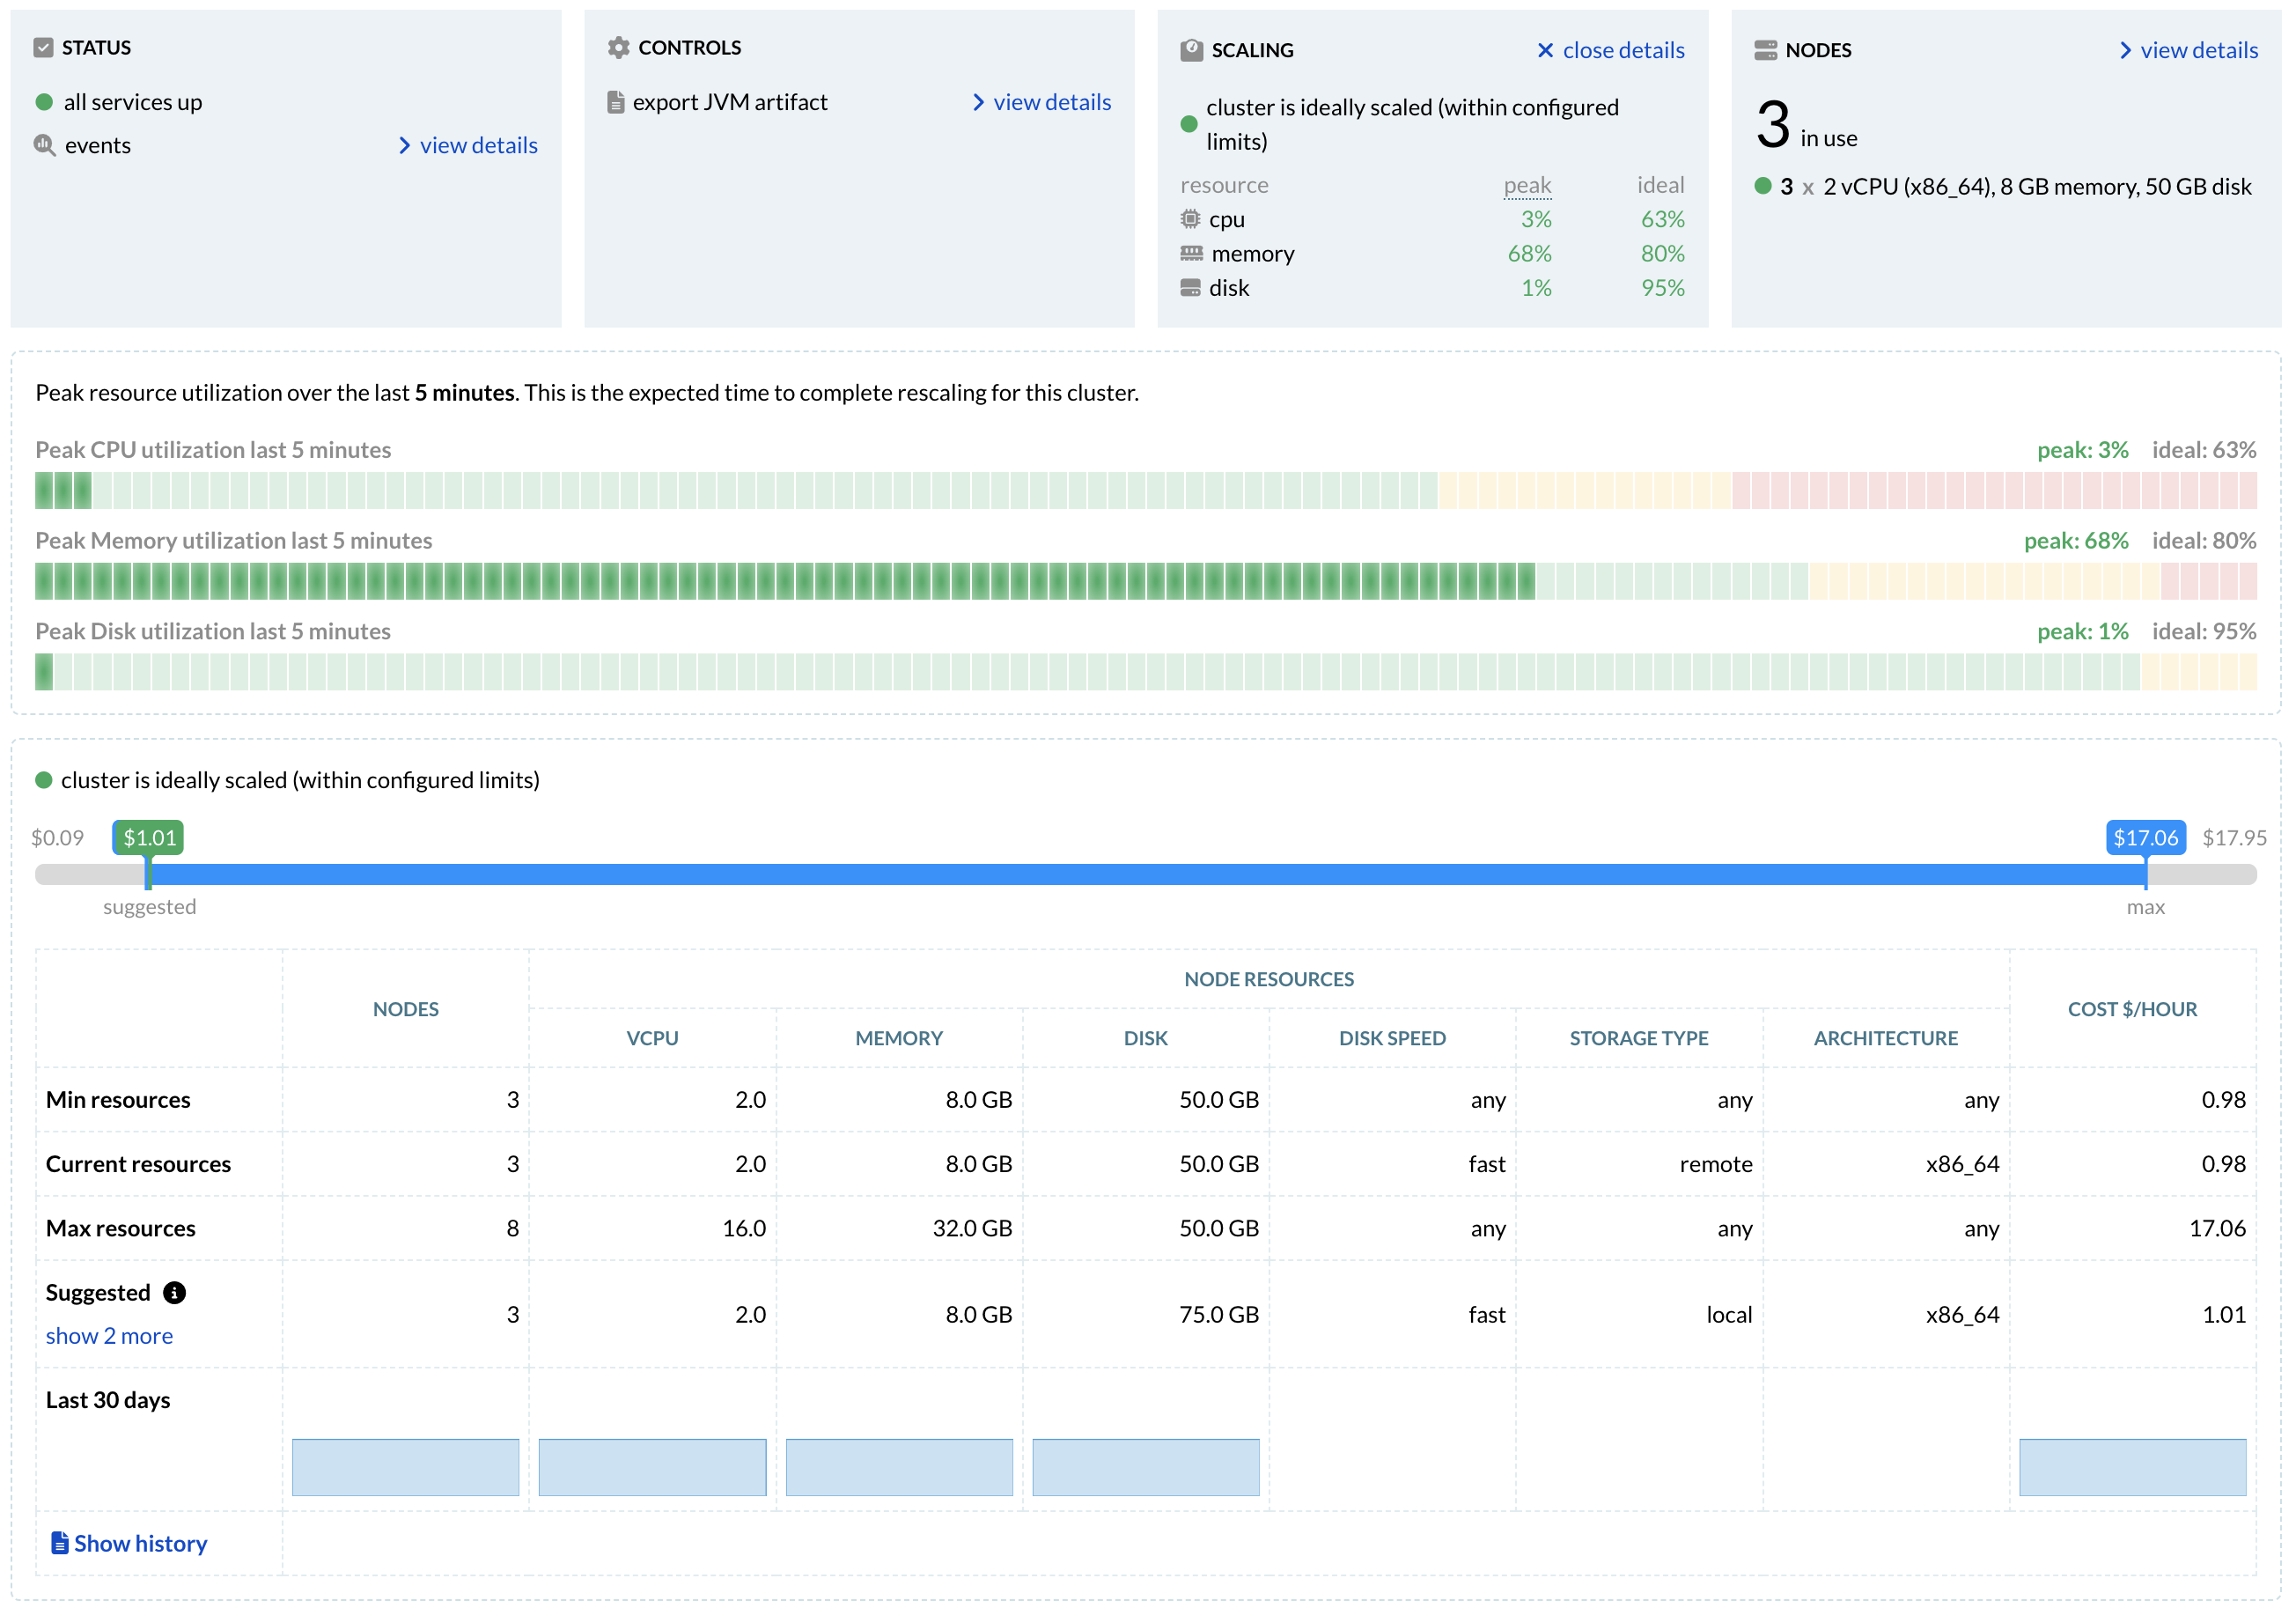 STATUS
all services up
events
view details
CONTROLS
export JVM artifact
view details
SCALING
close details
cluster is ideally scaled (within configured
limits)
resource peak ideal
cpu 3% 63%
memory 68% 80%
disk 1% 95%
NODES
view details
3 in use
3 x 2 vCPU (x86_64), 8 GB memory, 50 GB disk
Peak resource utilization over the last 5 minutes. This is the expected time to complete rescaling for this cluster.
Peak CPU utilization last 5 minutes peak: 3% ideal: 63%
Peak Memory utilization last 5 minutes peak: 68% ideal: 80%
Peak Disk utilization last 5 minutes peak: 1% ideal: 95%
cluster is ideally scaled (within configured limits)
$0.09 $1.01 $17.06 $17.95
suggested max
NODE RESOURCES
NODES COST $/HOUR
VCPU MEMORY DISK DISK SPEED STORAGE TYPE ARCHITECTURE
Min resources 3 2.0 8.0 GB 50.0 GB any any any 0.98
Current resources 3 2.0 8.0 GB 50.0 GB fast remote x86_64 0.98
Max resources 8 16.0 32.0 GB 50.0 GB any any any 17.06
Suggested
3 2.0 8.0 GB 75.0 GB fast local x86_64 1.01
show 2 more
Last 30 days
Show history